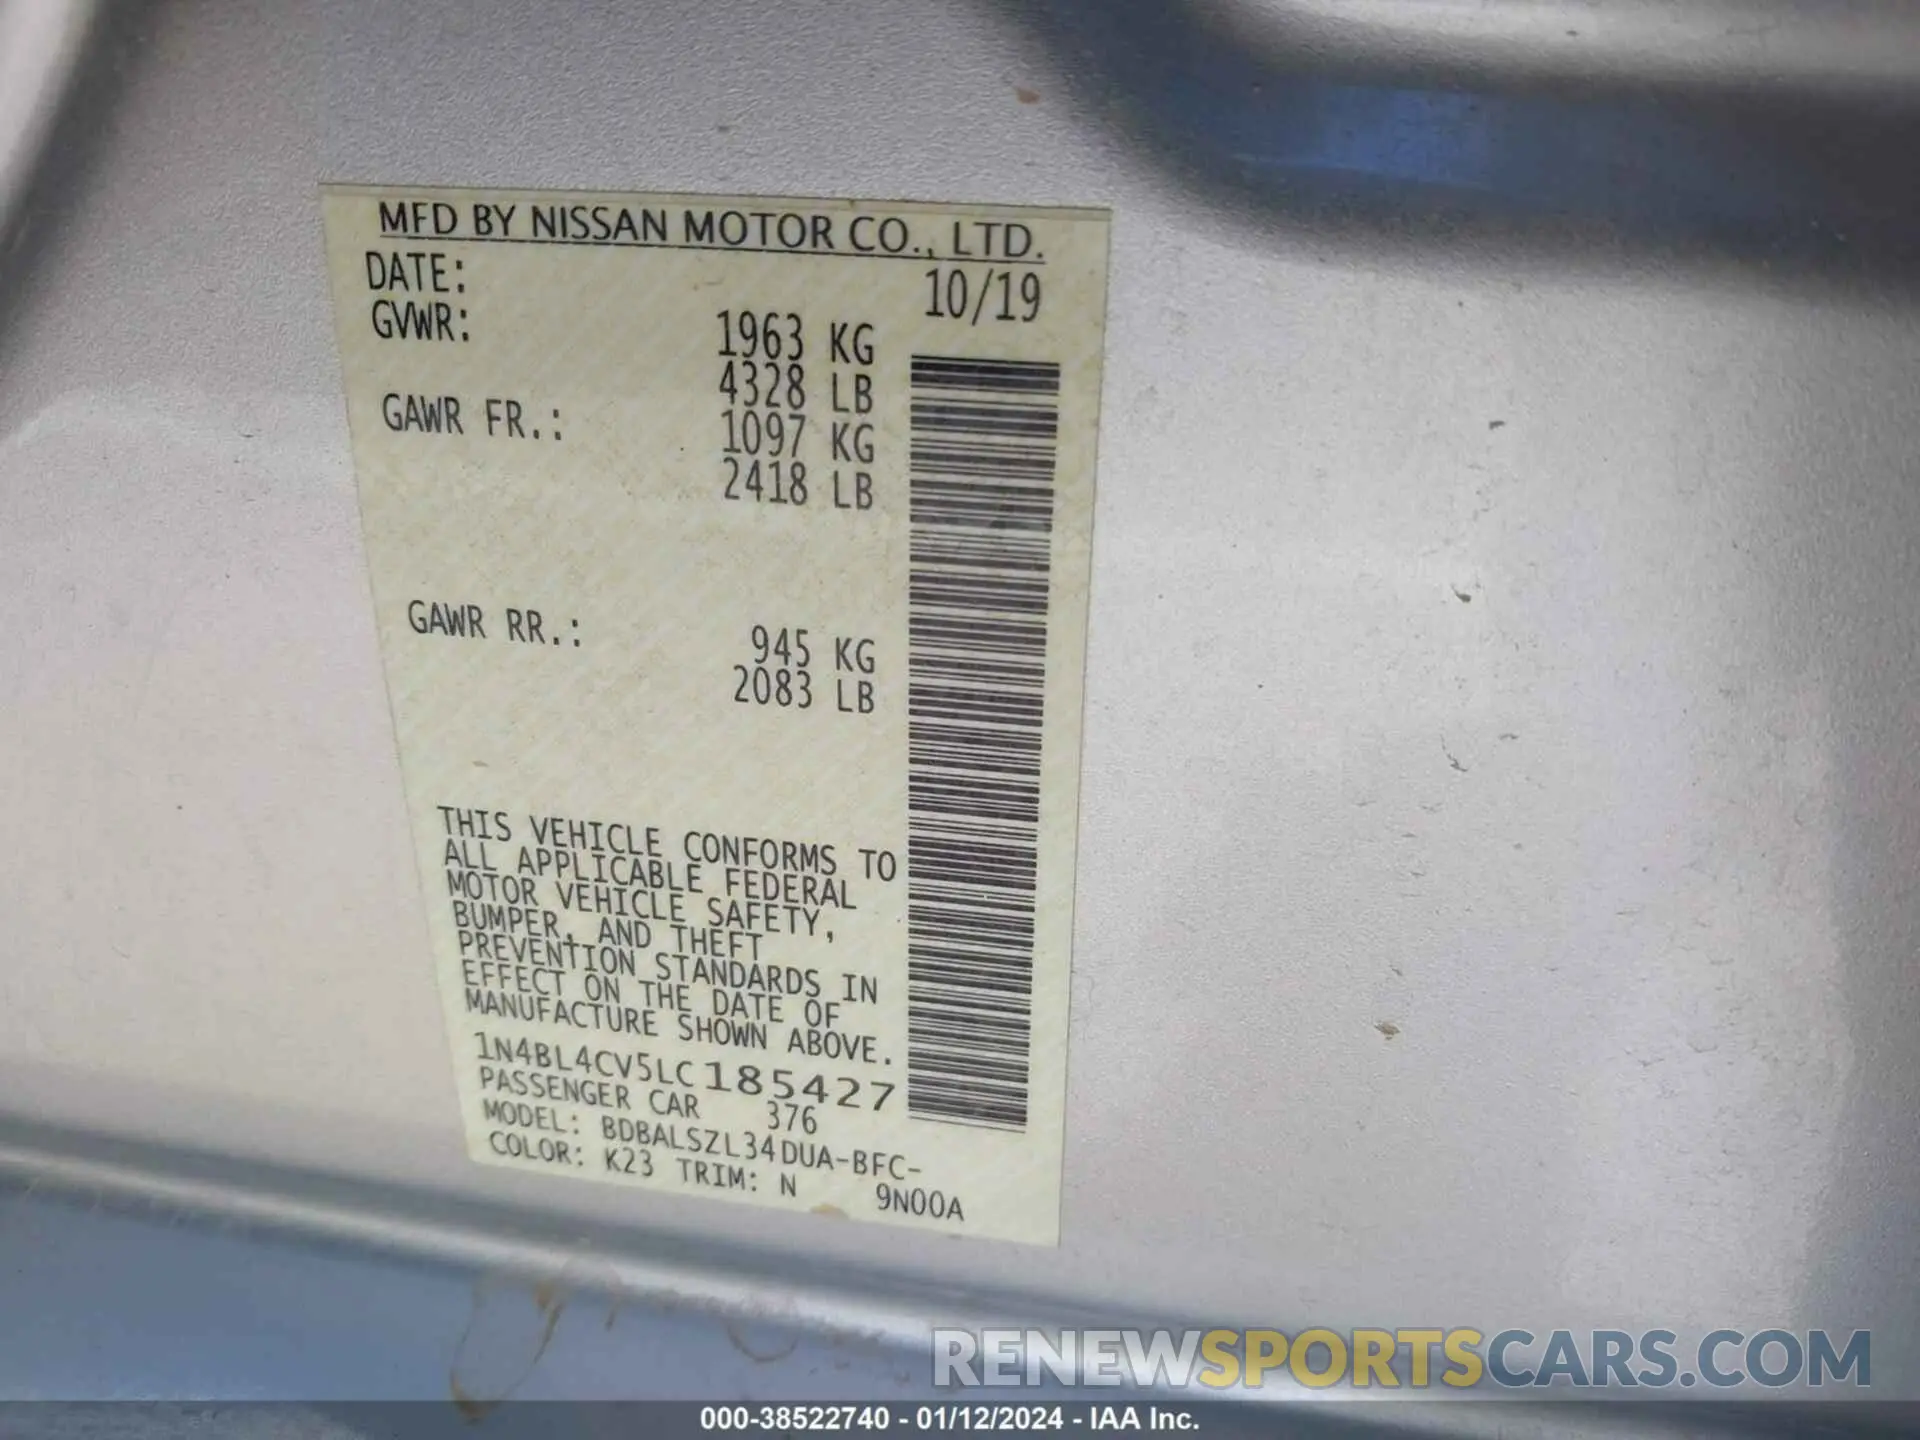 MFD BY NISSAN MOTOR CO., LTD.
DATE: 10/19
GVWR: 1963 KG
4328 LB
GAWR FR.: 1097 KG
2418 LB
GAWR RR.: 945 KG
2083 LB
THIS VEHICLE CONFORMS TO
ALL APPLICABLE FEDERAL
MOTOR VEHICLE SAFETY,
BUMPER, AND THEFT
PREVENTION STANDARDS IN
EFFECT ON THE DATE OF
MANUFACTURE SHOWN ABOVE.
1N4BL4CV5LC185427
PASSENGER CAR 376
MODEL: BDBALSZL34DUA-BFC-
COLOR: K23 TRIM: N 9N00A
RENEWSPORTSCARS.COM
000-38522740 - 01/12/2024 - IAA Inc.